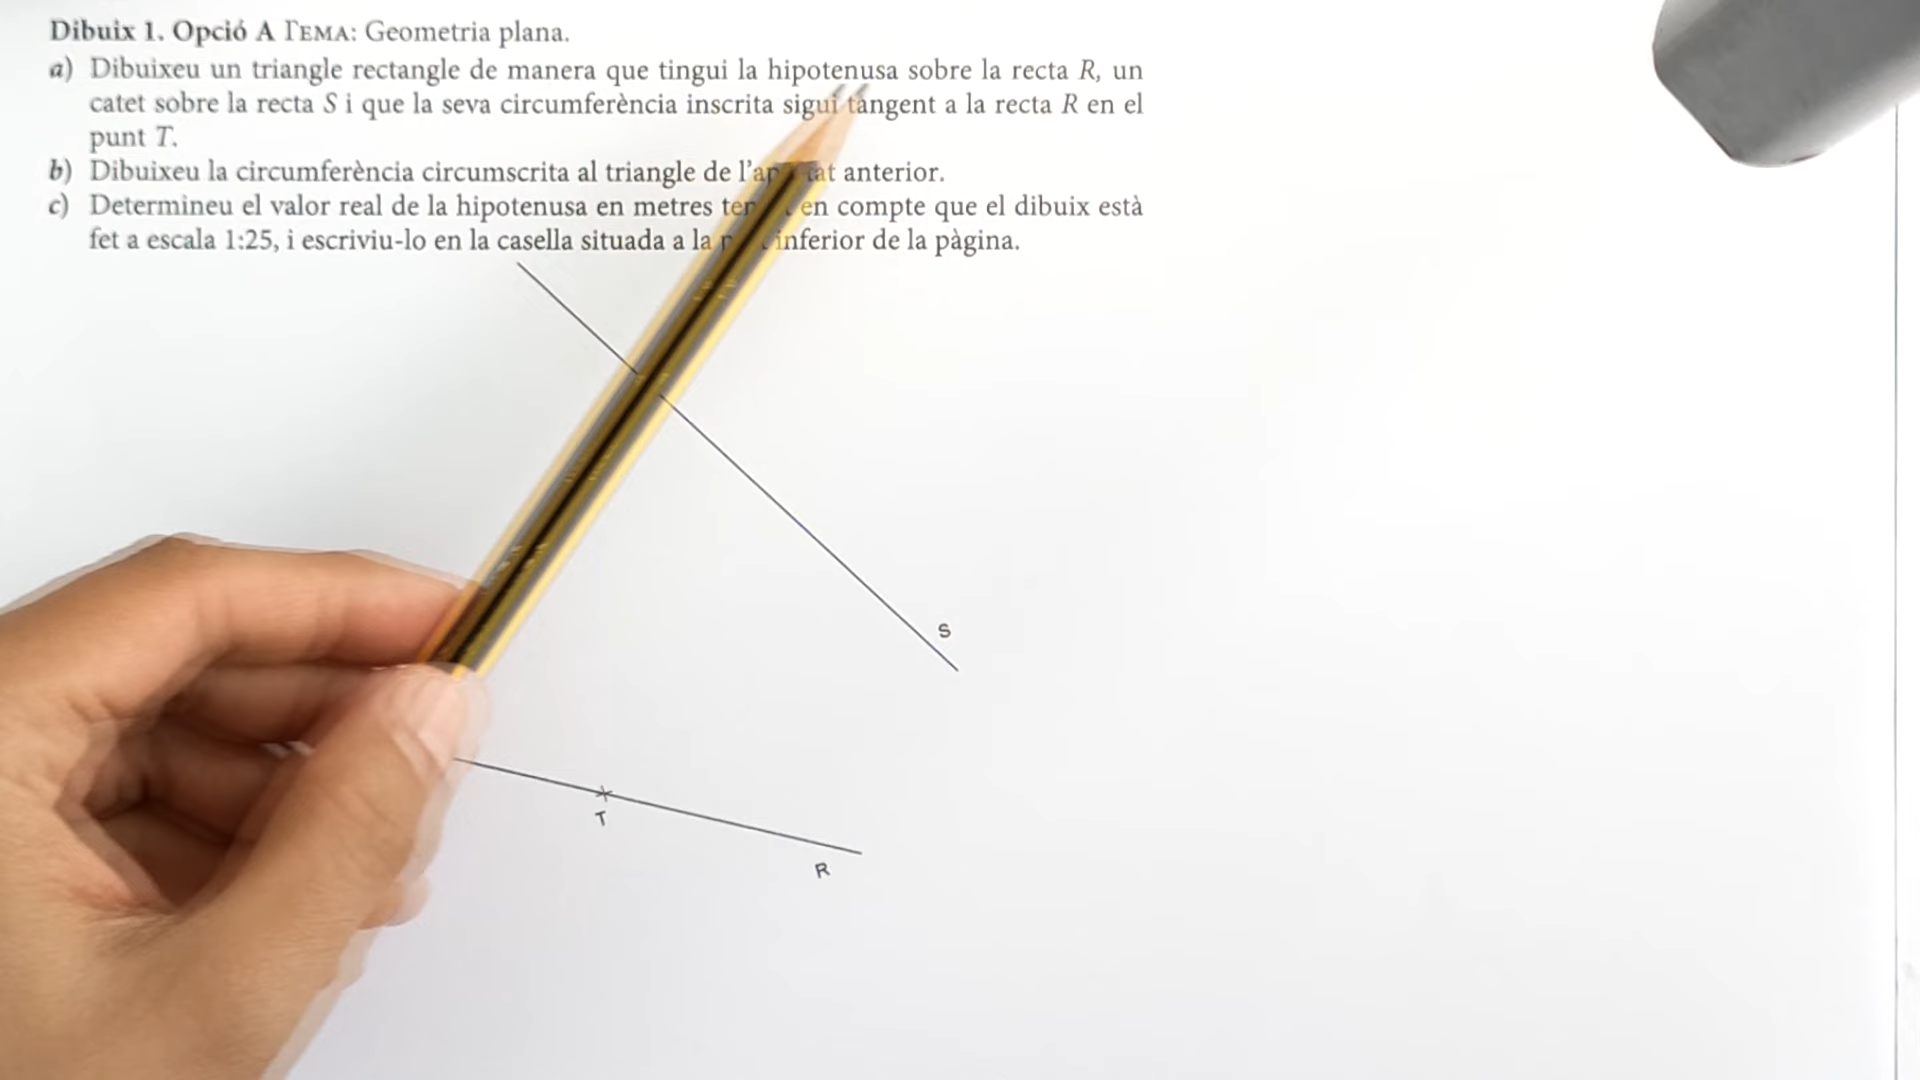 Dibuix 1. Opció A TEMA: Geometria plana.
a) Dibuixeu un triangle rectangle de manera que tingui la hipotenusa sobre la recta R, un
catet sobre la recta S i que la seva circumferència inscrita sigui tangent a la recta R en el
punt T.
b) Dibuixeu la circumferència circumscrita al triangle de l'apartat anterior.
c) Determineu el valor real de la hipotenusa en metres en compte que el dibuix està
fet a escala 1:25, i escriviu-lo en la casella situada a la inferior de la pàgina.
S
T
R